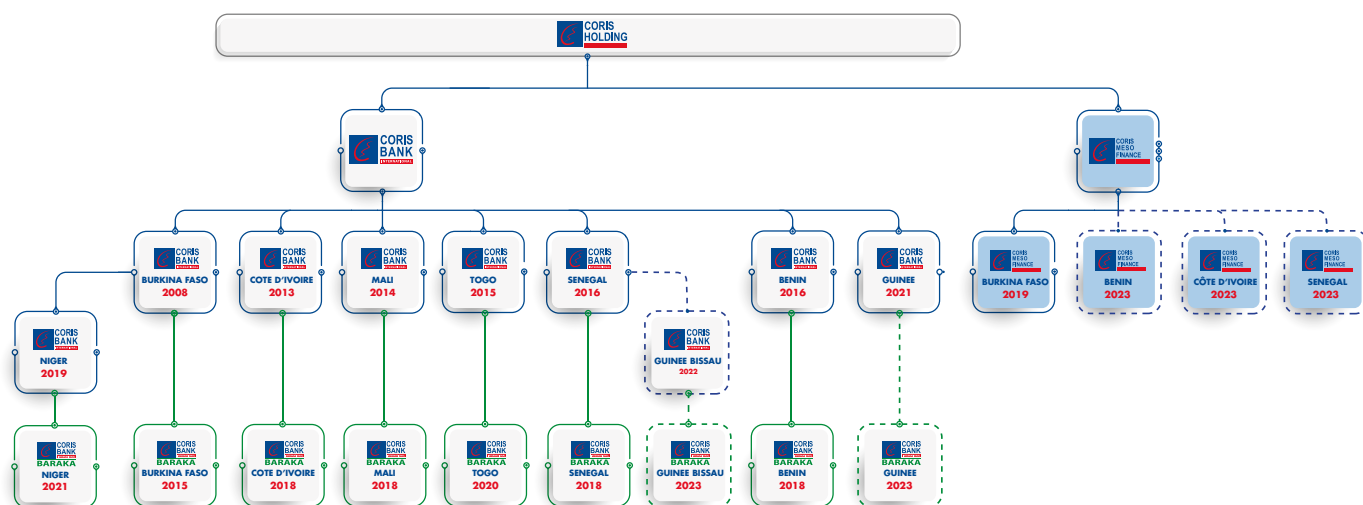 CORIS
HOLDING
CORIS
BANK
INTERNATIONAL
CORIS
MESO
FINANCE
CORIS
BANK
BURKINA FASO
2008
CORIS
BANK
COTE D'IVOIRE
2013
CORIS
BANK
MALI
2014
CORIS
BANK
TOGO
2015
CORIS
BANK
SENEGAL
2016
CORIS
BANK
BENIN
2016
CORIS
BANK
GUINEE
2021
CORIS
MESO
FINANCE
BURKINA FASO
2019
CORIS
MESO
FINANCE
BENIN
2023
CORIS
MESO
FINANCE
CÔTE D'IVOIRE
2023
CORIS
MESO
FINANCE
SENEGAL
2023
CORIS
BANK
NIGER
2019
CORIS
BANK
GUINEE BISSAU
2022
CORIS
BANK
BARAKA
NIGER
2021
CORIS
BANK
BARAKA
BURKINA FASO
2015
CORIS
BANK
BARAKA
COTE D'IVOIRE
2018
CORIS
BANK
BARAKA
MALI
2018
CORIS
BANK
BARAKA
TOGO
2020
CORIS
BANK
BARAKA
SENEGAL
2018
CORIS
BANK
BARAKA
GUINEE BISSAU
2023
CORIS
BANK
BARAKA
BENIN
2018
CORIS
BANK
BARAKA
GUINEE
2023